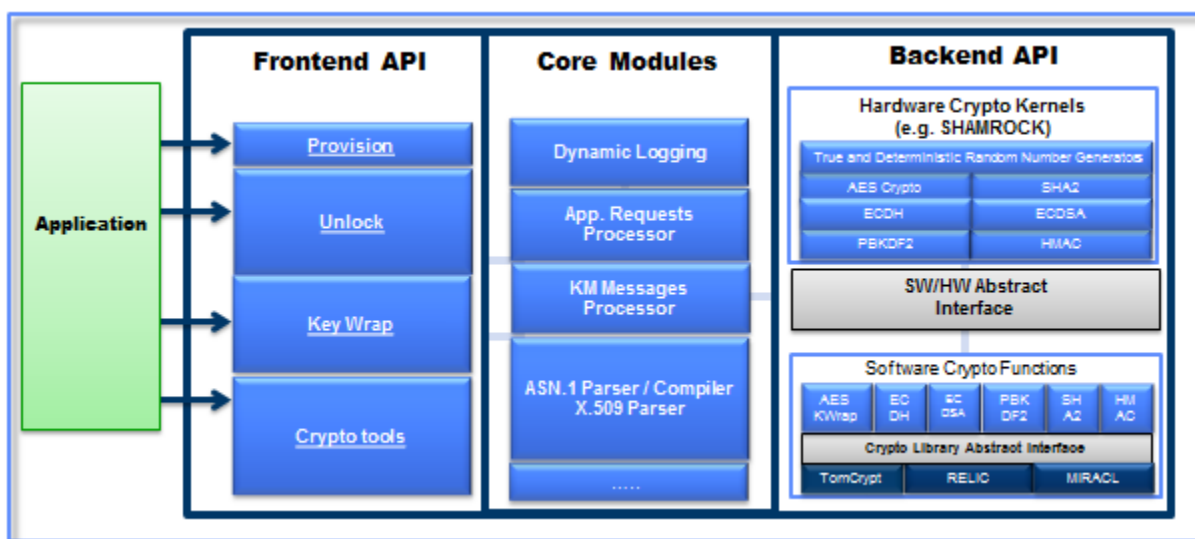 Application
Frontend API
Provision
Unlock
Key Wrap
Crypto tools
Core Modules
Dynamic Logging
App. Requests
Processor
KM Messages
Processor
ASN.1 Parser / Compiler
X.509 Parser
.....
Backend API
Hardware Crypto Kernels
(e.g. SHAMROCK)
True and Deterministic Random Number Generators
AES Crypto
SHA2
ECDH
ECDSA
PBKDF2
HMAC
SW/HW Abstract
Interface
Software Crypto Functions
AES
KWrap
EC
DH
EC
DSA
PBK
DF2
SH
A2
HM
AC
Crypto Library Abstract Interface
TomCrypt
RELIC
MIRACL